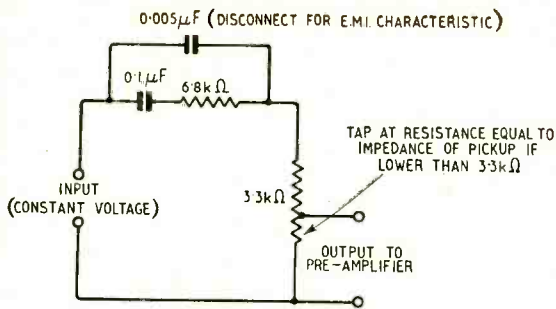 0·005μF (DISCONNECT FOR E.M.I. CHARACTERISTIC)
0·1μF
6·8kΩ
TAP AT RESISTANCE EQUAL TO
IMPEDANCE OF PICKUP IF
LOWER THAN 3·3kΩ
INPUT
(CONSTANT VOLTAGE)
3·3kΩ
OUTPUT TO
PRE-AMPLIFIER